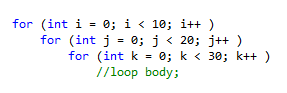 for (int i = 0; i < 10; i++ )
for (int j = 0; j < 20; j++ )
for (int k = 0; k < 30; k++ )
//loop body;